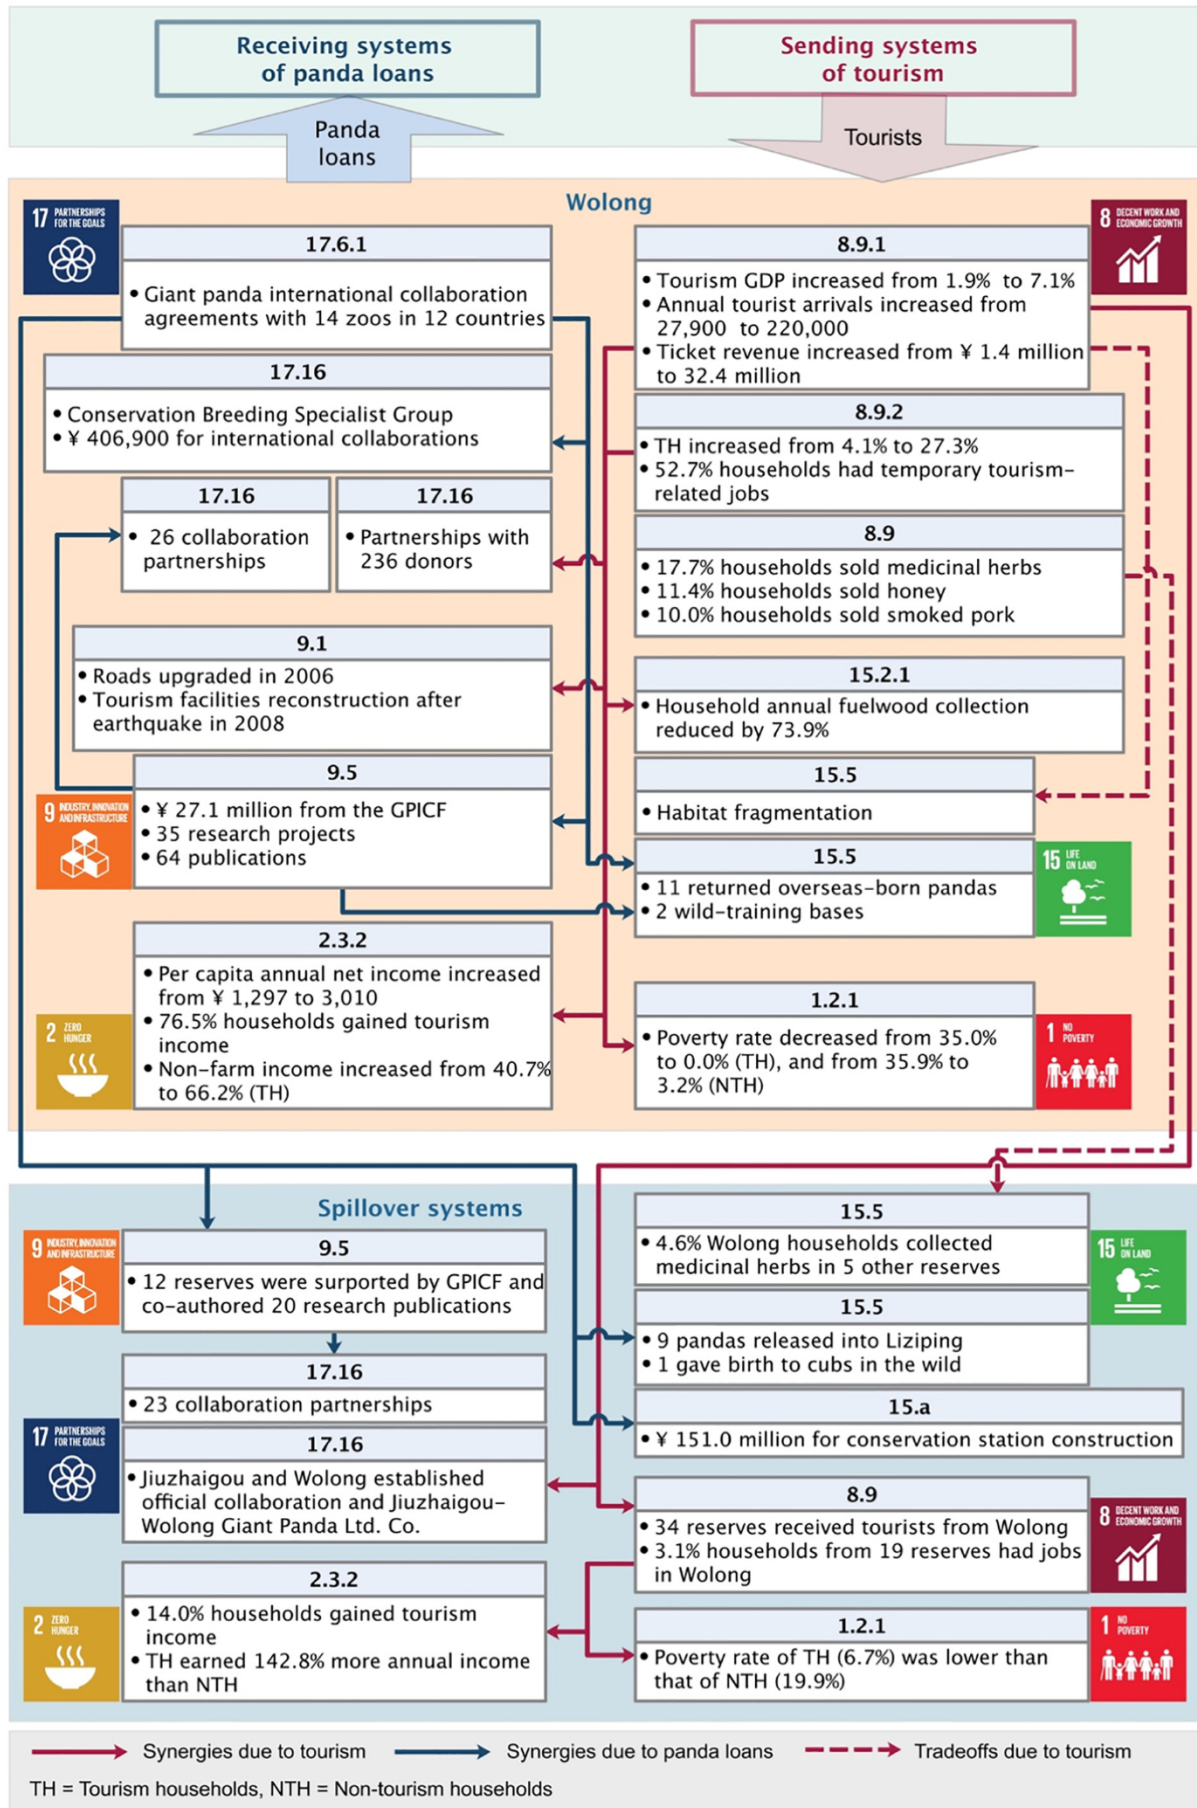 Receiving systems
of panda loans
Sending systems
of tourism
Panda
loans
Tourists
Wolong
17 PARTNERSHIPS
FOR THE GOALS
17.6.1
• Giant panda international collaboration
agreements with 14 zoos in 12 countries
17.16
• Conservation Breeding Specialist Group
• ¥ 406,900 for international collaborations
17.16
• 26 collaboration
partnerships
17.16
• Partnerships with
236 donors
9.1
• Roads upgraded in 2006
• Tourism facilities reconstruction after
earthquake in 2008
9.5
• ¥ 27.1 million from the GPICF
• 35 research projects
• 64 publications
9 INDUSTRY, INNOVATION
AND INFRASTRUCTURE
2.3.2
• Per capita annual net income increased
from ¥ 1,297 to 3,010
• 76.5% households gained tourism
income
• Non-farm income increased from 40.7%
to 66.2% (TH)
2 ZERO
HUNGER
8 DECENT WORK AND
ECONOMIC GROWTH
8.9.1
• Tourism GDP increased from 1.9% to 7.1%
• Annual tourist arrivals increased from
27,900 to 220,000
• Ticket revenue increased from ¥ 1.4 million
to 32.4 million
8.9.2
• TH increased from 4.1% to 27.3%
• 52.7% households had temporary tourism-
related jobs
8.9
• 17.7% households sold medicinal herbs
• 11.4% households sold honey
• 10.0% households sold smoked pork
15.2.1
• Household annual fuelwood collection
reduced by 73.9%
15.5
• Habitat fragmentation
15.5
• 11 returned overseas-born pandas
• 2 wild-training bases
15 LIFE
ON LAND
1.2.1
• Poverty rate decreased from 35.0%
to 0.0% (TH), and from 35.9% to
3.2% (NTH)
1 NO
POVERTY
Spillover systems
9 INDUSTRY, INNOVATION
AND INFRASTRUCTURE
9.5
• 12 reserves were surported by GPICF and
co-authored 20 research publications
17.16
• 23 collaboration partnerships
17 PARTNERSHIPS
FOR THE GOALS
17.16
• Jiuzhaigou and Wolong established
official collaboration and Jiuzhaigou-
Wolong Giant Panda Ltd. Co.
2.3.2
• 14.0% households gained tourism
income
• TH earned 142.8% more annual income
than NTH
2 ZERO
HUNGER
15.5
• 4.6% Wolong households collected
medicinal herbs in 5 other reserves
15 LIFE
ON LAND
15.5
• 9 pandas released into Liziping
• 1 gave birth to cubs in the wild
15.a
• ¥ 151.0 million for conservation station construction
8.9
• 34 reserves received tourists from Wolong
• 3.1% households from 19 reserves had jobs
in Wolong
8 DECENT WORK AND
ECONOMIC GROWTH
1.2.1
• Poverty rate of TH (6.7%) was lower than
that of NTH (19.9%)
1 NO
POVERTY
Synergies due to tourism
Synergies due to panda loans
Tradeoffs due to tourism
TH = Tourism households, NTH = Non-tourism households